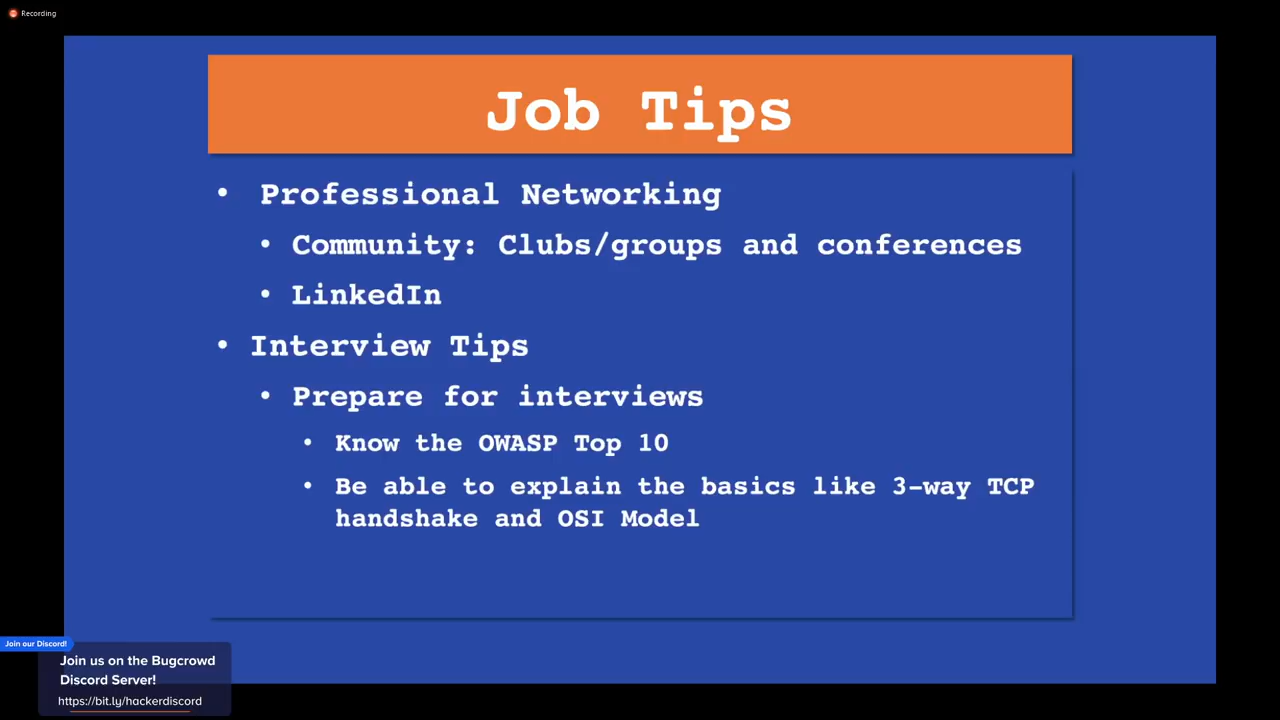 Recording
Job Tips
• Professional Networking
• Community: Clubs/groups and conferences
• LinkedIn
• Interview Tips
• Prepare for interviews
• Know the OWASP Top 10
• Be able to explain the basics like 3-way TCP
handshake and OSI Model
Join our Discord!
Join us on the Bugcrowd
Discord Server!
https://bit.ly/hackerdiscord